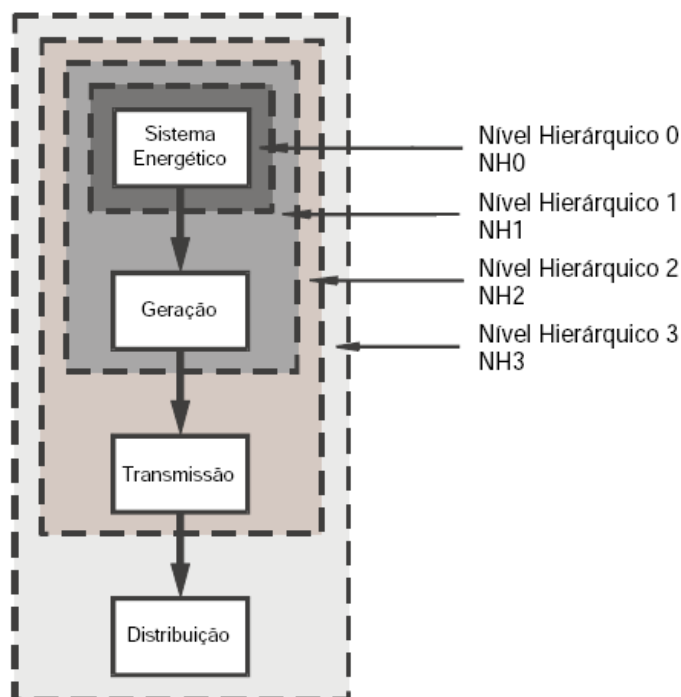 Sistema
Energético
Nível Hierárquico 0
NH0
Nível Hierárquico 1
NH1
Nível Hierárquico 2
NH2
Geração
Nível Hierárquico 3
NH3
Transmissão
Distribuição